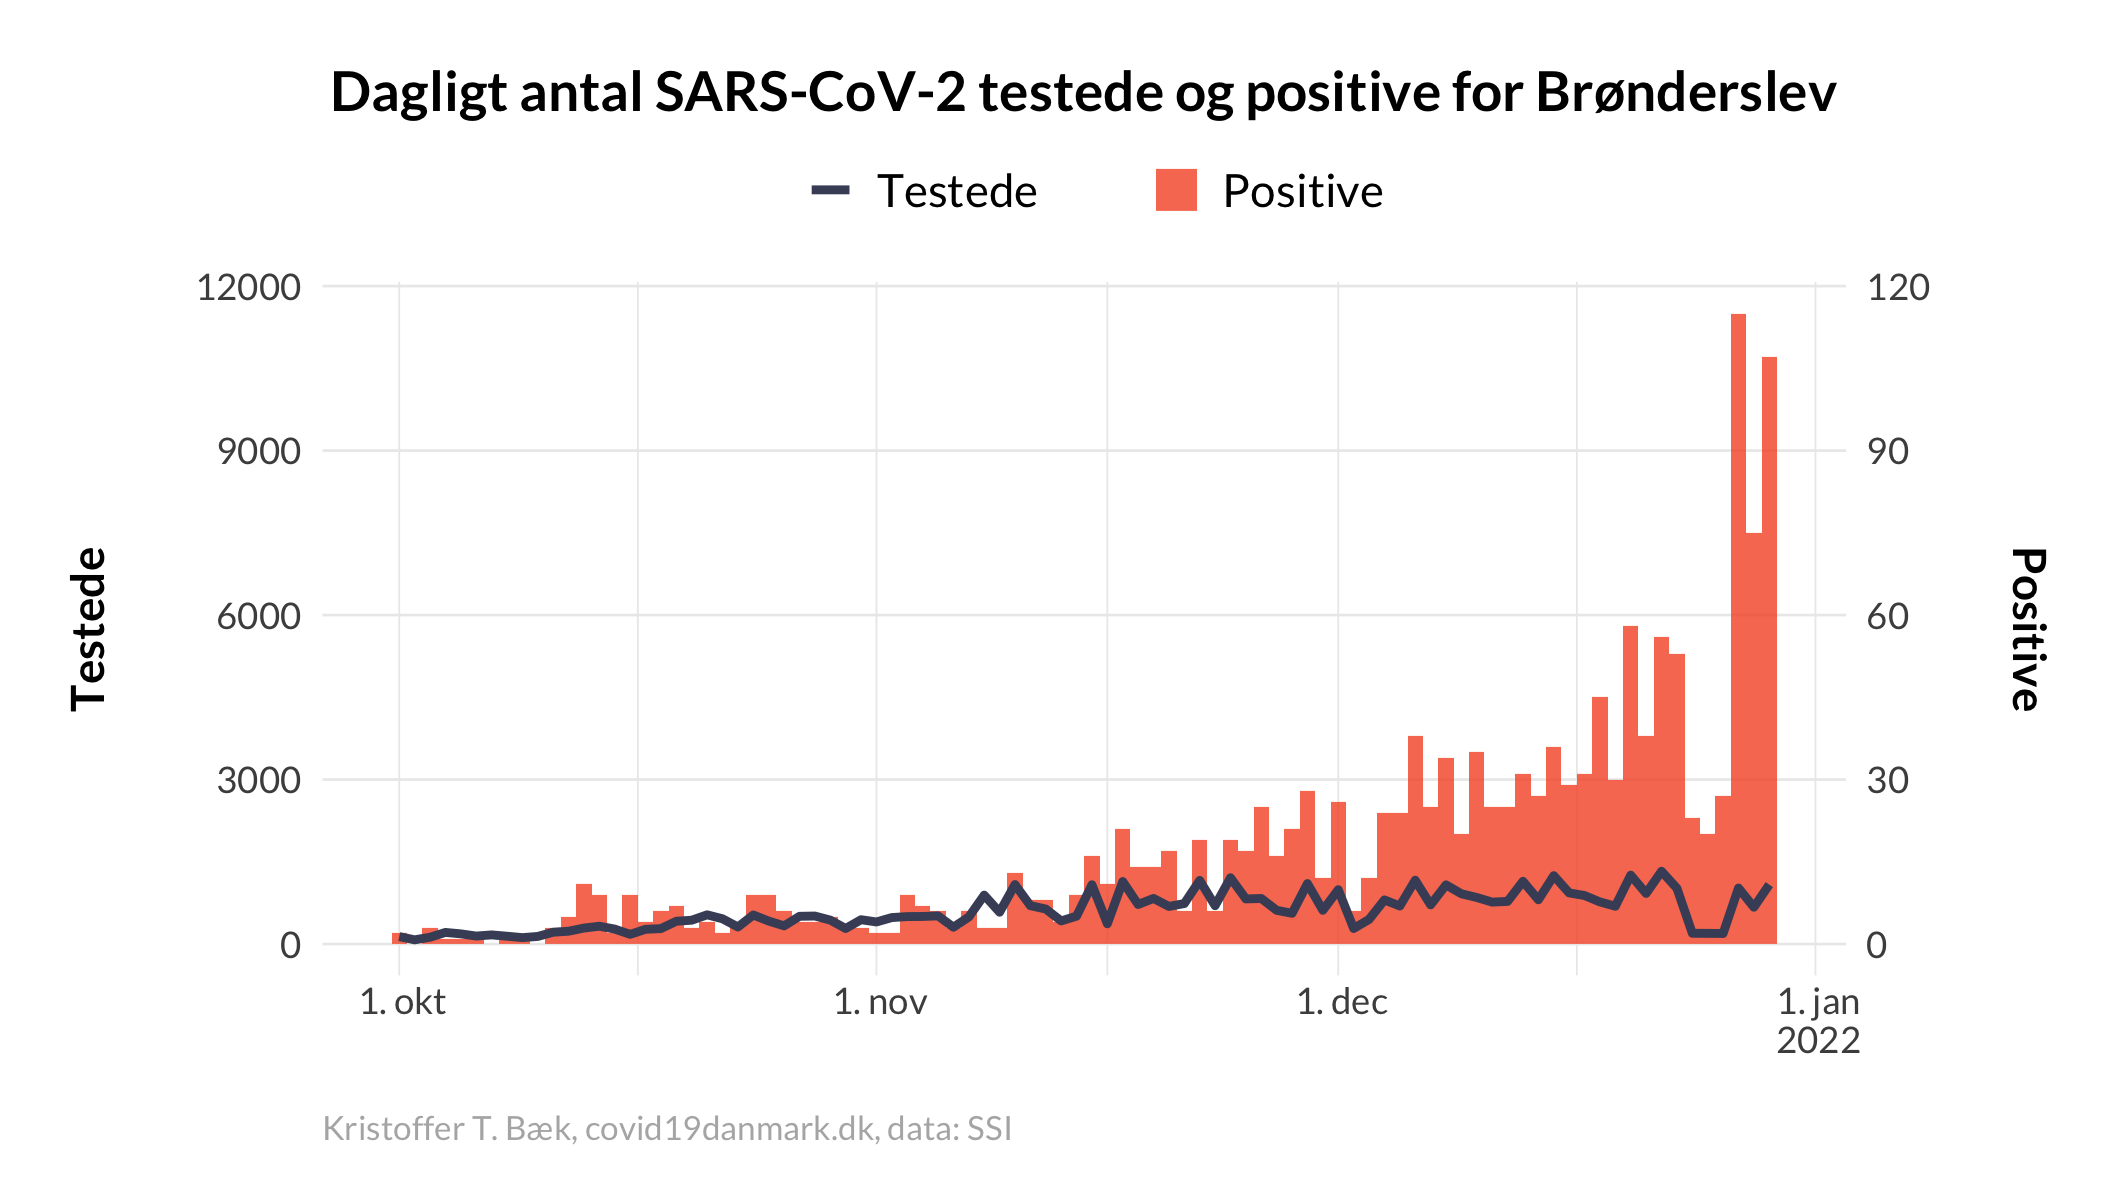 Dagligt antal SARS-CoV-2 testede og positive for Brønderslev
Testede
Positive
12000
9000
6000
3000
0
Testede
120
90
60
30
0
Positive
1. okt
1. nov
1. dec
1. jan
2022
Kristoffer T. Bæk, covid19danmark.dk, data: SSI